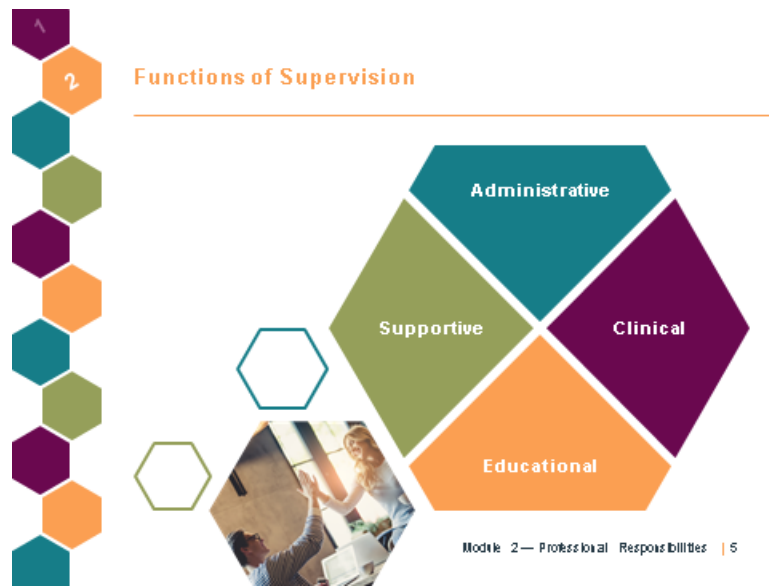 1
2
Functions of Supervision
Administrative
Supportive
Clinical
Educational
Module 2— Professional Responsibilities | 5